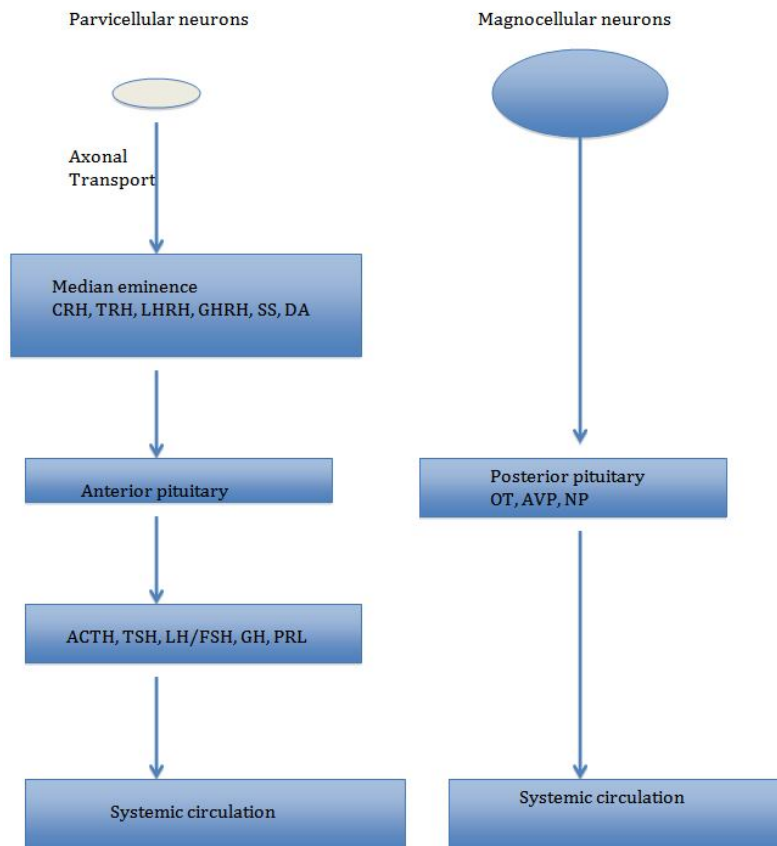 Parvicellular neurons
Magnocellular neurons
Axonal
Transport
Median eminence
CRH, TRH, LHRH, GHRH, SS, DA
Anterior pituitary
Posterior pituitary
OT, AVP, NP
ACTH, TSH, LH/FSH, GH, PRL
Systemic circulation
Systemic circulation